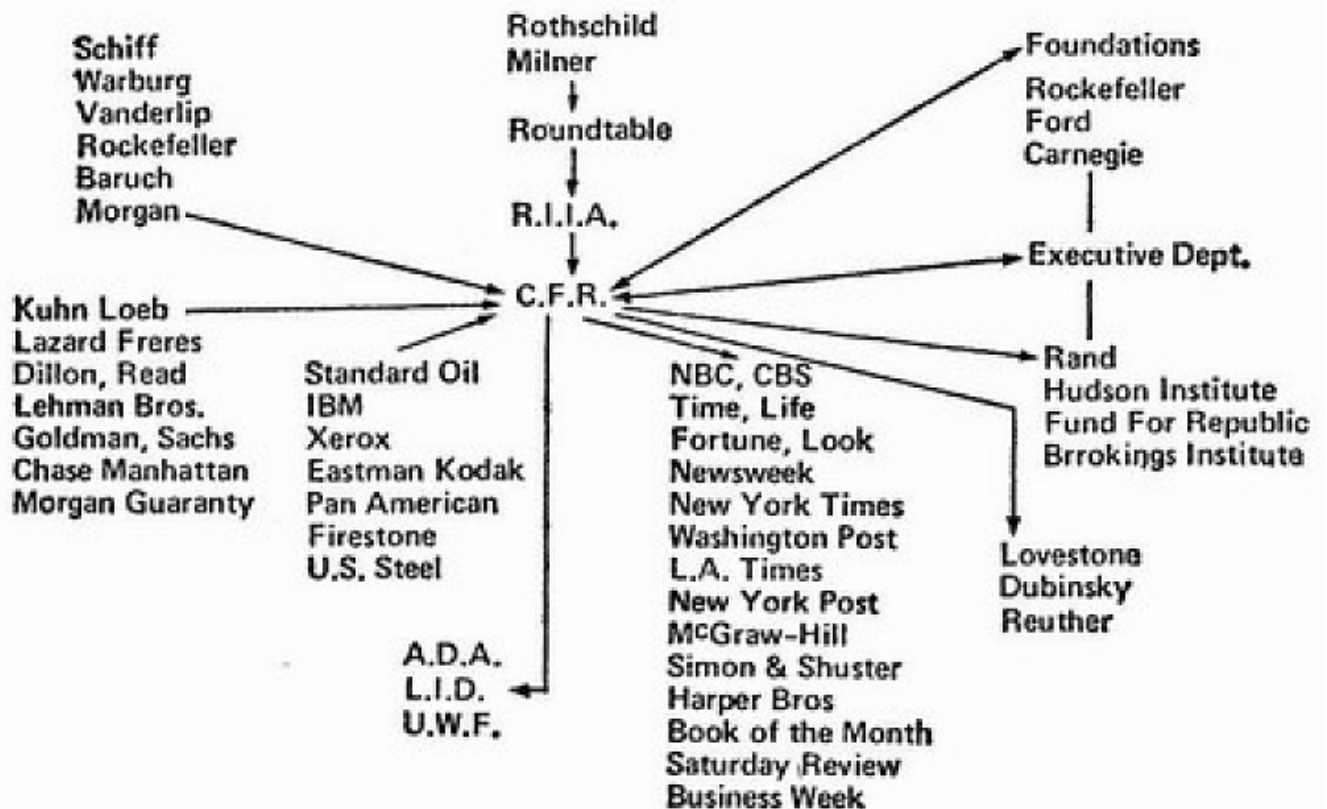 Schiff
Warburg
Vanderlip
Rockefeller
Baruch
Morgan
Rothschild
Milner
Roundtable
R.I.I.A.
C.F.R.
Foundations
Rockefeller
Ford
Carnegie
Executive Dept.
Rand
Hudson Institute
Fund For Republic
Brrokings Institute
Kuhn Loeb
Lazard Freres
Dillon, Read
Lehman Bros.
Goldman, Sachs
Chase Manhattan
Morgan Guaranty
Standard Oil
IBM
Xerox
Eastman Kodak
Pan American
Firestone
U.S. Steel
NBC, CBS
Time, Life
Fortune, Look
Newsweek
New York Times
Washington Post
L.A. Times
New York Post
McGraw-Hill
Simon & Shuster
Harper Bros
Book of the Month
Saturday Review
Business Week
Lovestone
Dubinsky
Reuther
A.D.A.
L.I.D.
U.W.F.